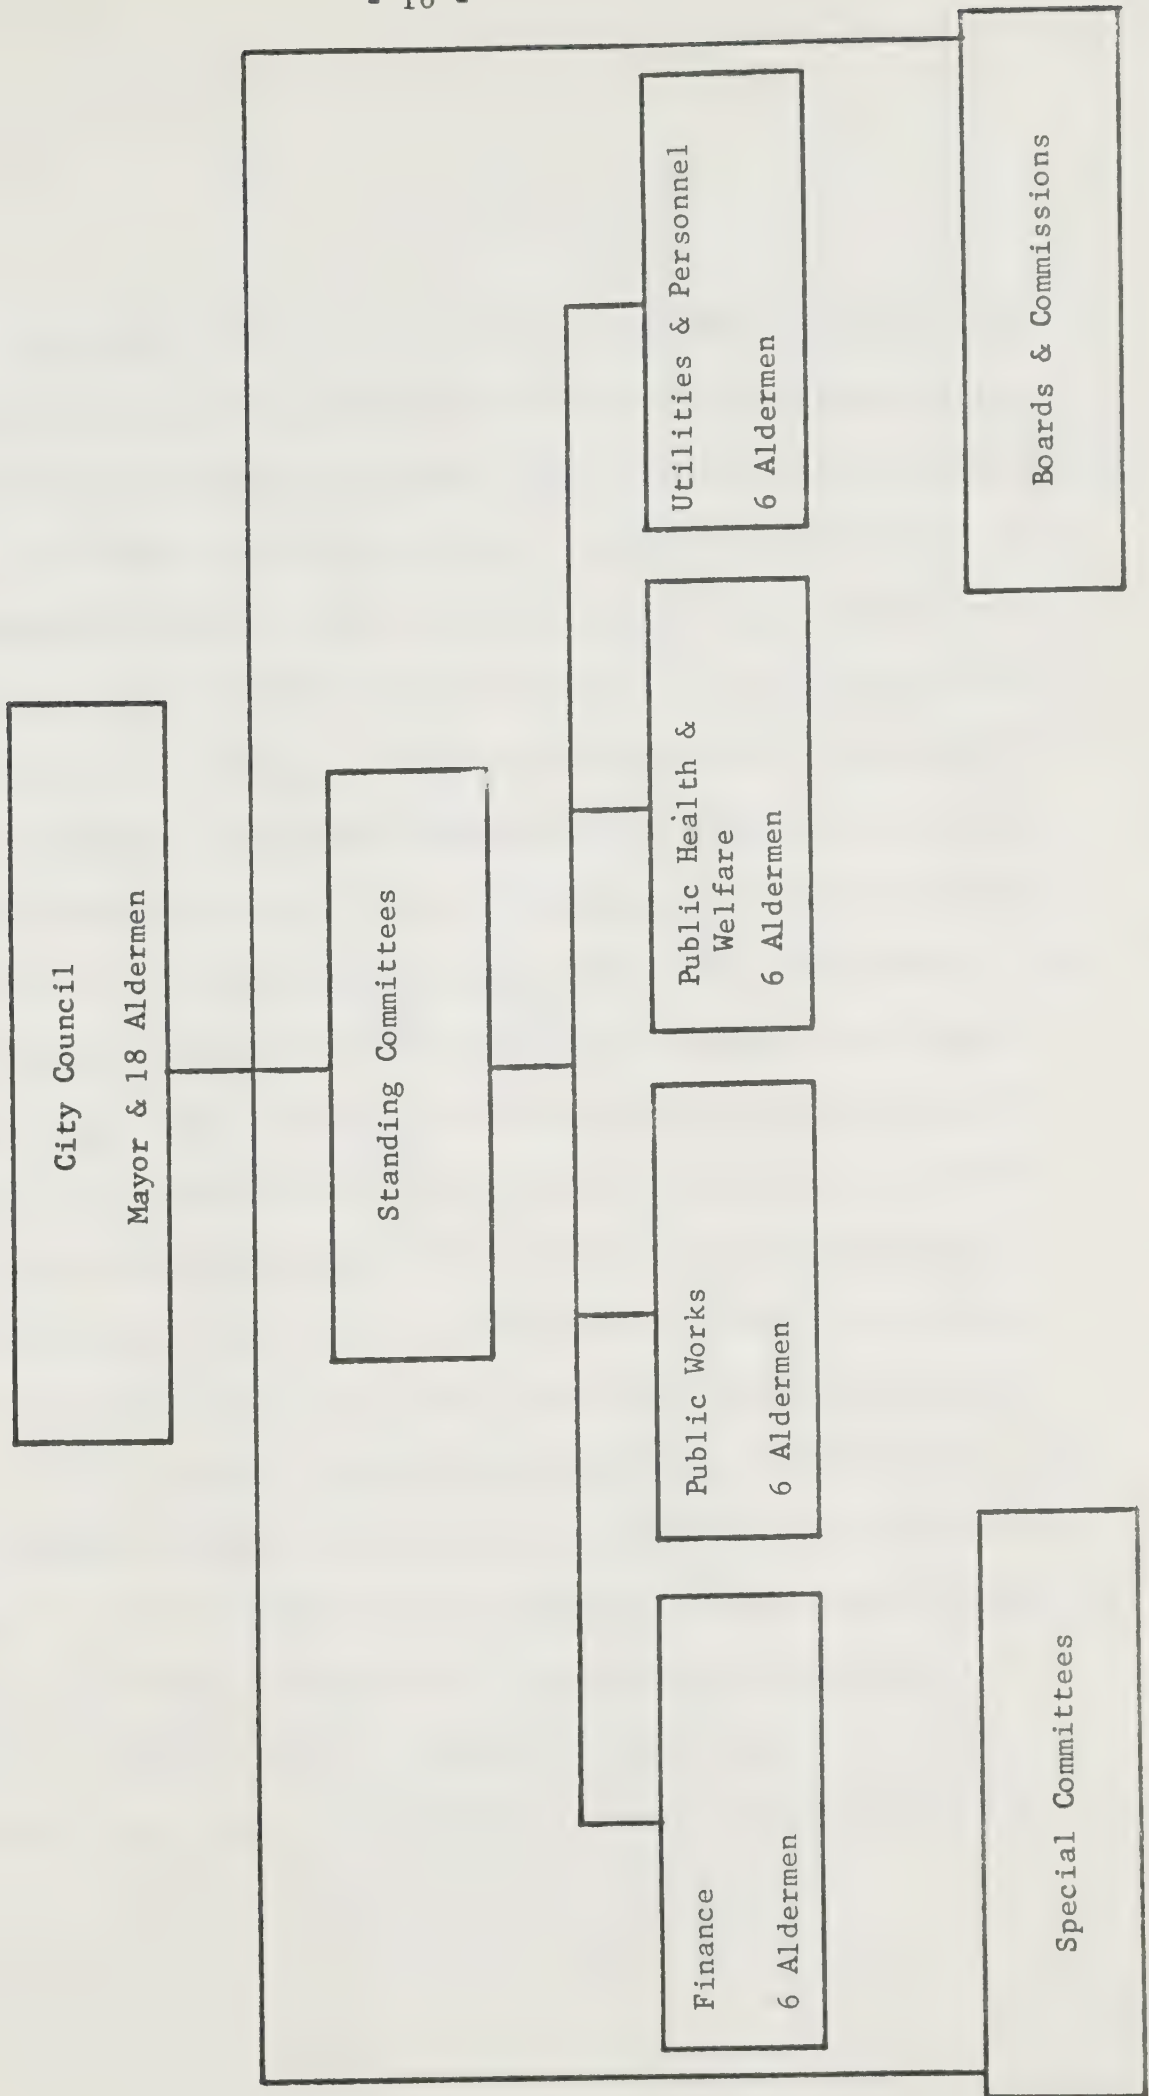 City Council
Mayor & 18 Aldermen
Standing Committees
Finance
6 Aldermen
Public Works
6 Aldermen
Public Health &
Welfare
6 Aldermen
Utilities & Personnel
6 Aldermen
Special Committees
Boards & Commissions